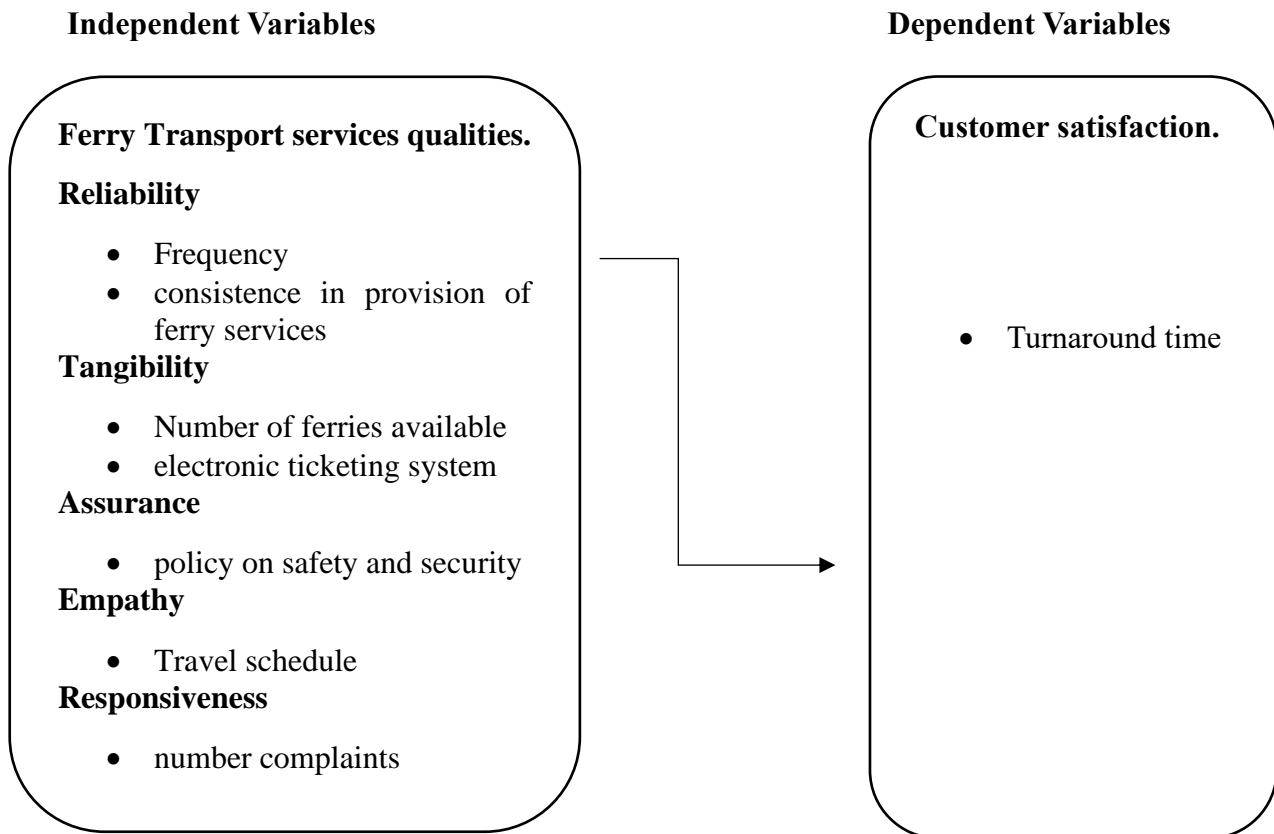 Independent Variables
Dependent Variables
Ferry Transport services qualities.
Reliability
• Frequency
• consistence in provision of
ferry services
Tangibility
• Number of ferries available
• electronic ticketing system
Assurance
• policy on safety and security
Empathy
• Travel schedule
Responsiveness
• number complaints
Customer satisfaction.
• Turnaround time